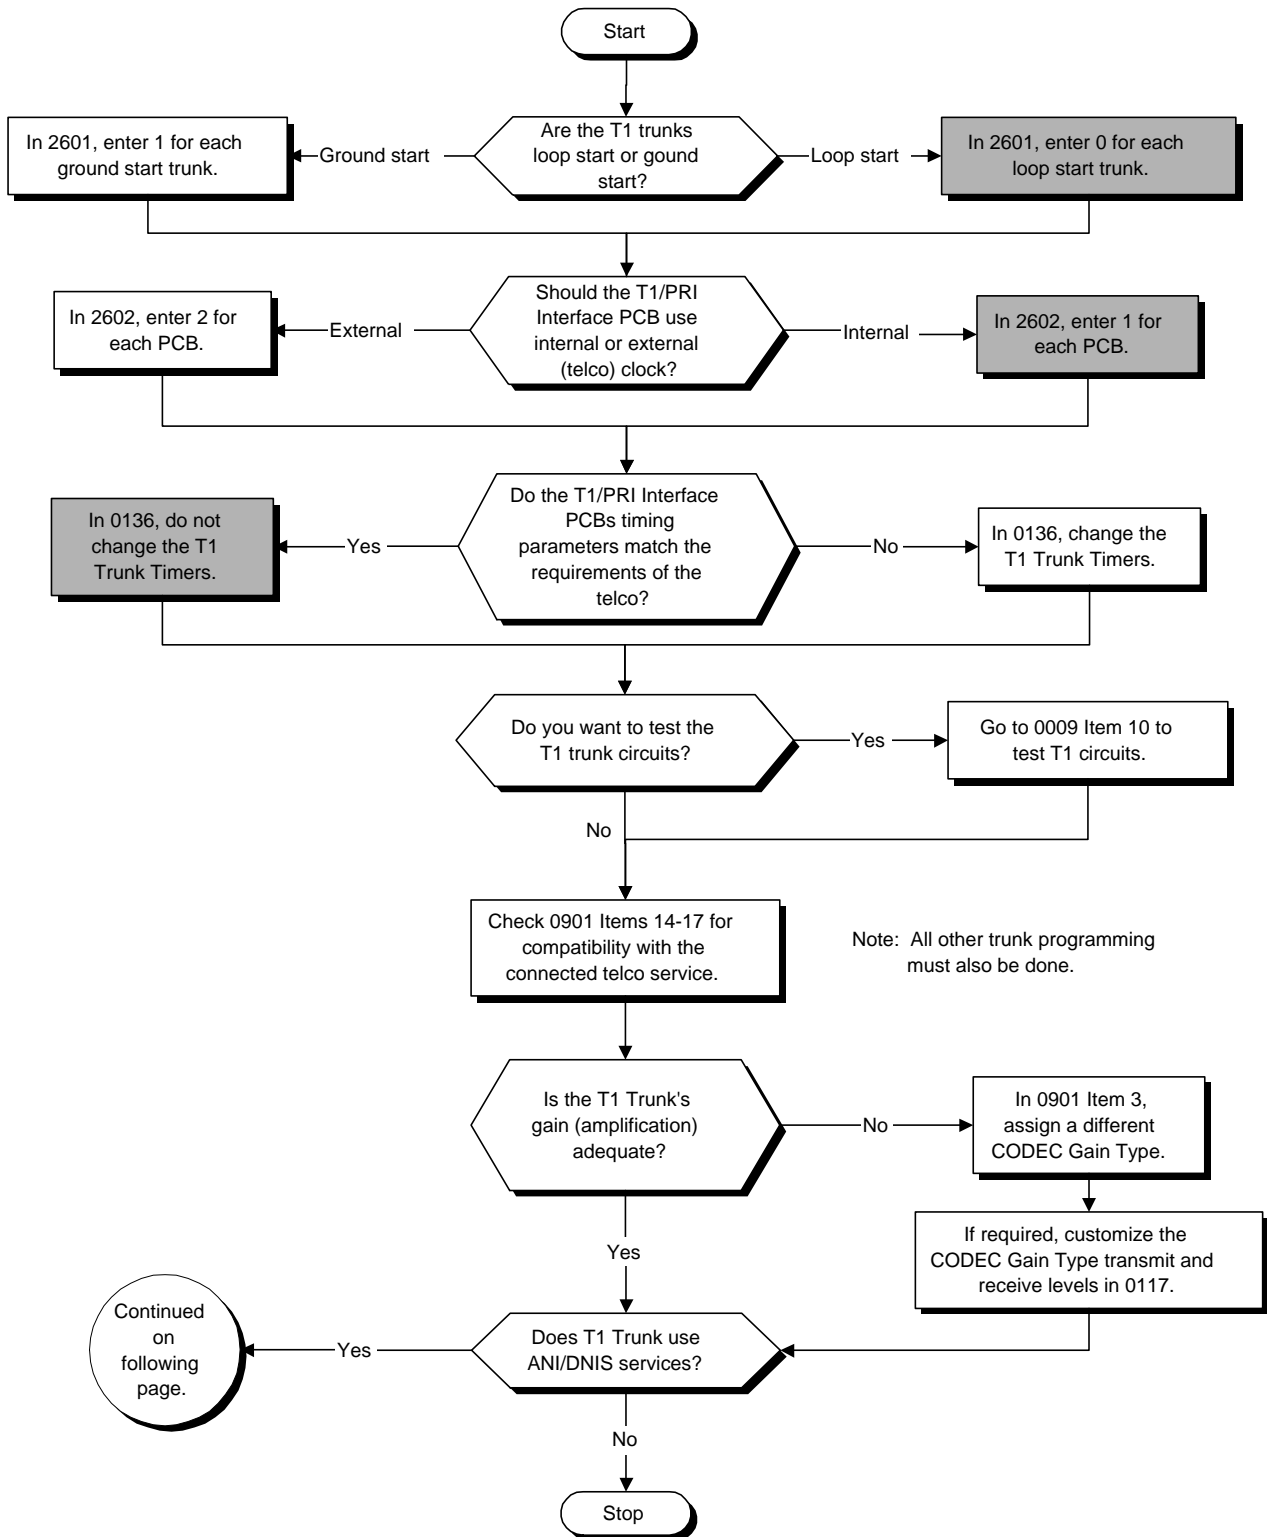 Start
Are the T1 trunks
loop start or gound
start?
Ground start
In 2601, enter 1 for each
ground start trunk.
Loop start
In 2601, enter 0 for each
loop start trunk.
Should the T1/PRI
Interface PCB use
internal or external
(telco) clock?
External
In 2602, enter 2 for
each PCB.
Internal
In 2602, enter 1 for
each PCB.
Do the T1/PRI Interface
PCBs timing
parameters match the
requirements of the
telco?
Yes
In 0136, do not
change the T1
Trunk Timers.
No
In 0136, change the
T1 Trunk Timers.
Do you want to test the
T1 trunk circuits?
Yes
Go to 0009 Item 10 to
test T1 circuits.
No
Check 0901 Items 14-17 for
compatibility with the
connected telco service.
Note: All other trunk programming
must also be done.
Is the T1 Trunk's
gain (amplification)
adequate?
No
In 0901 Item 3,
assign a different
CODEC Gain Type.
If required, customize the
CODEC Gain Type transmit and
receive levels in 0117.
Yes
Does T1 Trunk use
ANI/DNIS services?
Yes
Continued
on
following
page.
No
Stop